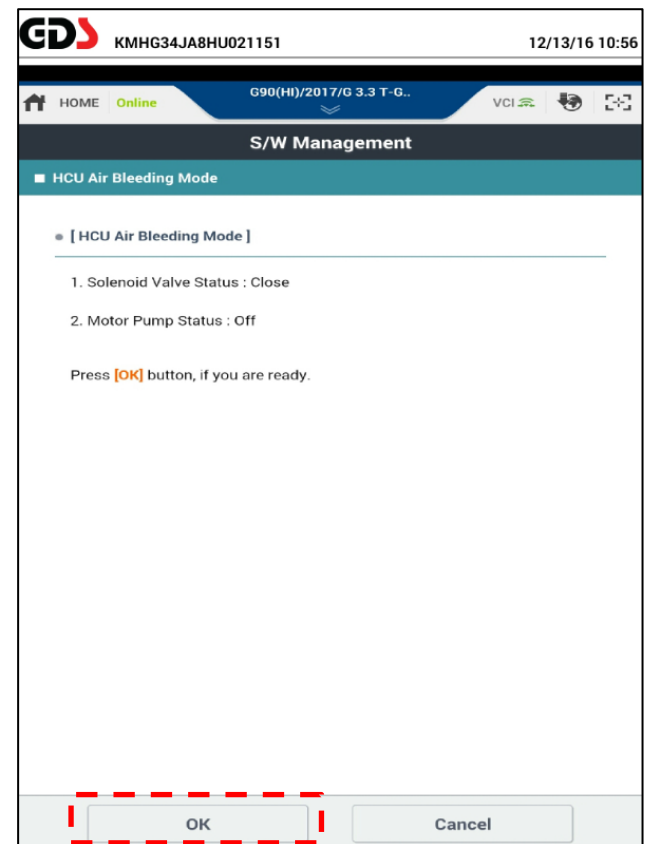 GDS KMHG34JA8HU021151 12/13/16 10:56
HOME Online G90(HI)/2017/G 3.3 T-G.. VCI
S/W Management
HCU Air Bleeding Mode
[ HCU Air Bleeding Mode ]
1. Solenoid Valve Status : Close
2. Motor Pump Status : Off
Press [OK] button, if you are ready.
OK Cancel